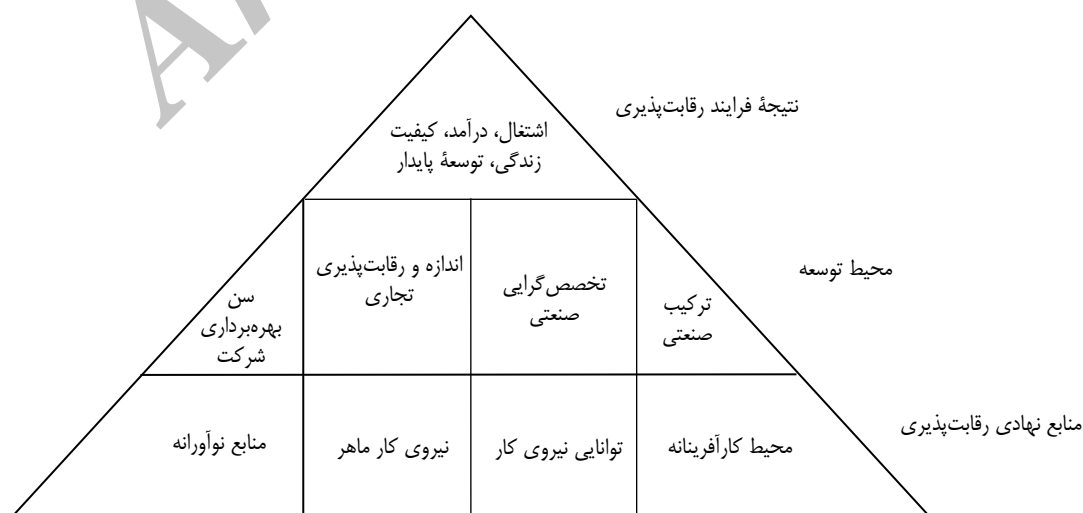 نتیجهٔ فرایند رقابت‌پذیری
اشتغال، درآمد، کیفیت
زندگی، توسعهٔ پایدار
محیط توسعه
ترکیب
صنعتی
تخصص‌گرایی
صنعتی
اندازه و رقابت‌پذیری
تجاری
سن
بهره‌برداری
شرکت
منابع نهادی رقابت‌پذیری
محیط کارآفرینانه
توانایی نیروی کار
نیروی کار ماهر
منابع نوآورانه